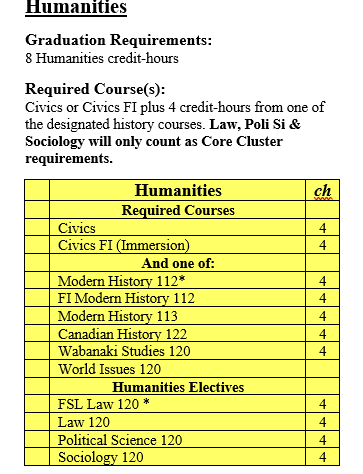 Humanities
Graduation Requirements:
8 Humanities credit-hours
Required Course(s):
Civics or Civics FI plus 4 credit-hours from one of
the designated history courses. Law, Poli Si &
Sociology will only count as Core Cluster
requirements.
Humanities ch
Required Courses
Civics 4
Civics FI (Immersion) 4
And one of:
Modern History 112* 4
FI Modern History 112 4
Modern History 113 4
Canadian History 122 4
Wabanaki Studies 120 4
World Issues 120
Humanities Electives
FSL Law 120 * 4
Law 120 4
Political Science 120 4
Sociology 120 4